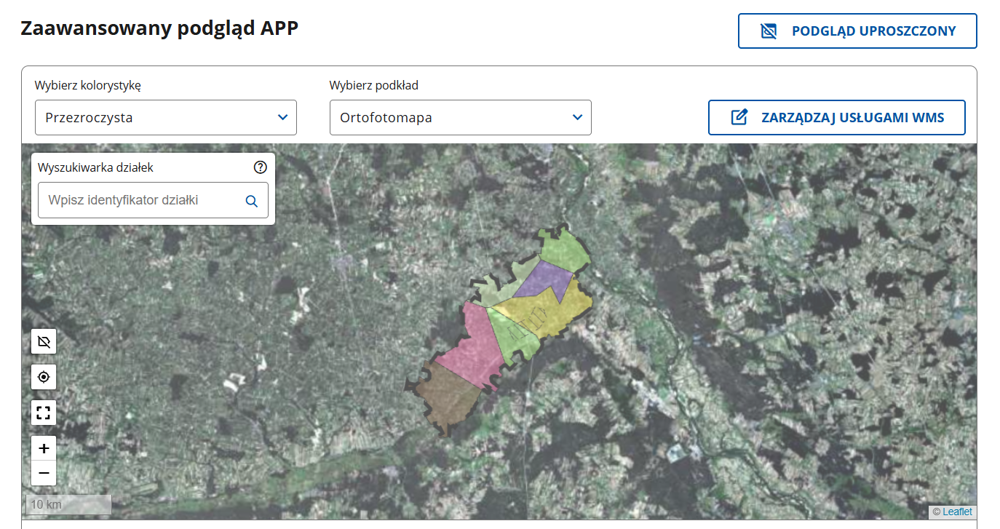 Zaawansowany podgląd APP
PODGLĄD UPROSZCZONY
Wybierz kolorystykę
Wybierz podkład
Przezroczysta
Ortofotomapa
ZARZĄDZAJ USŁUGAMI WMS
Wyszukiwarka działek
Wpisz identyfikator działki
+
−
10 km
© Leaflet